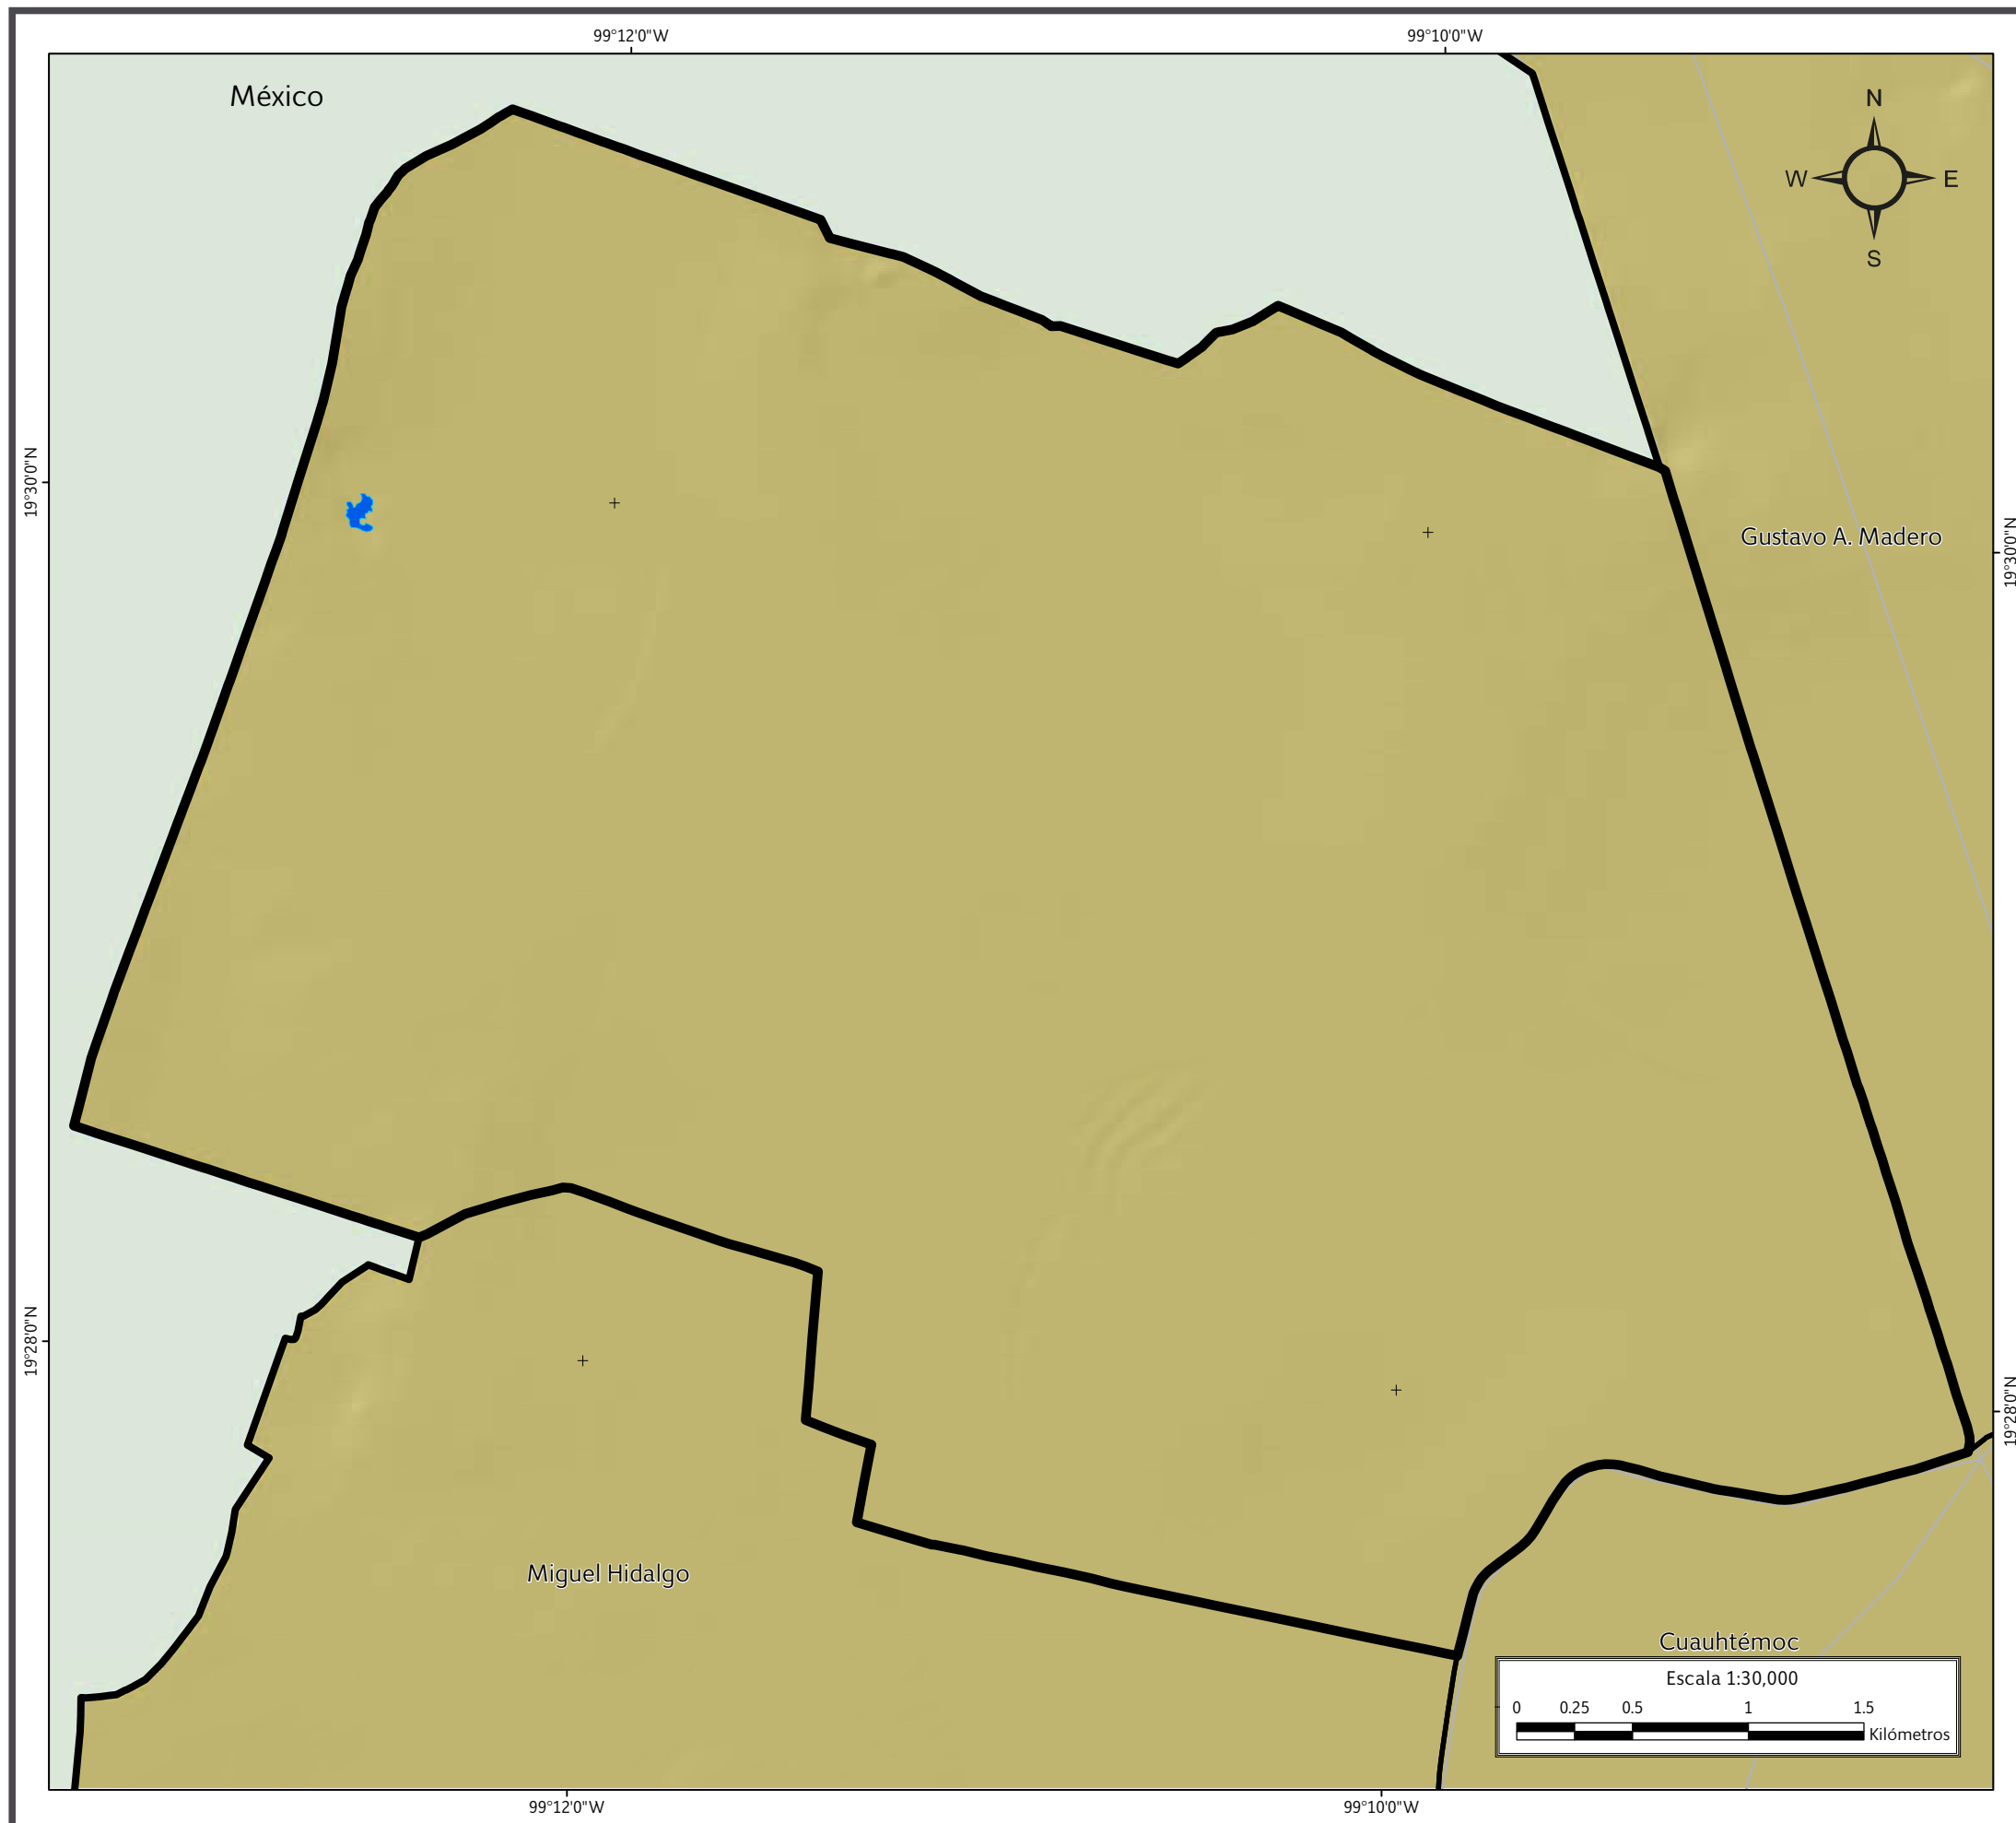 99°12'0"W 99°10'0"W
México
N
W E
S
19°30'0"N
Gustavo A. Madero
19°30'0"N
19°28'0"N
19°28'0"N
Miguel Hidalgo
Cuauhtémoc
Escala 1:30,000
0 0.25 0.5 1 1.5
Kilómetros
99°12'0"W 99°10'0"W